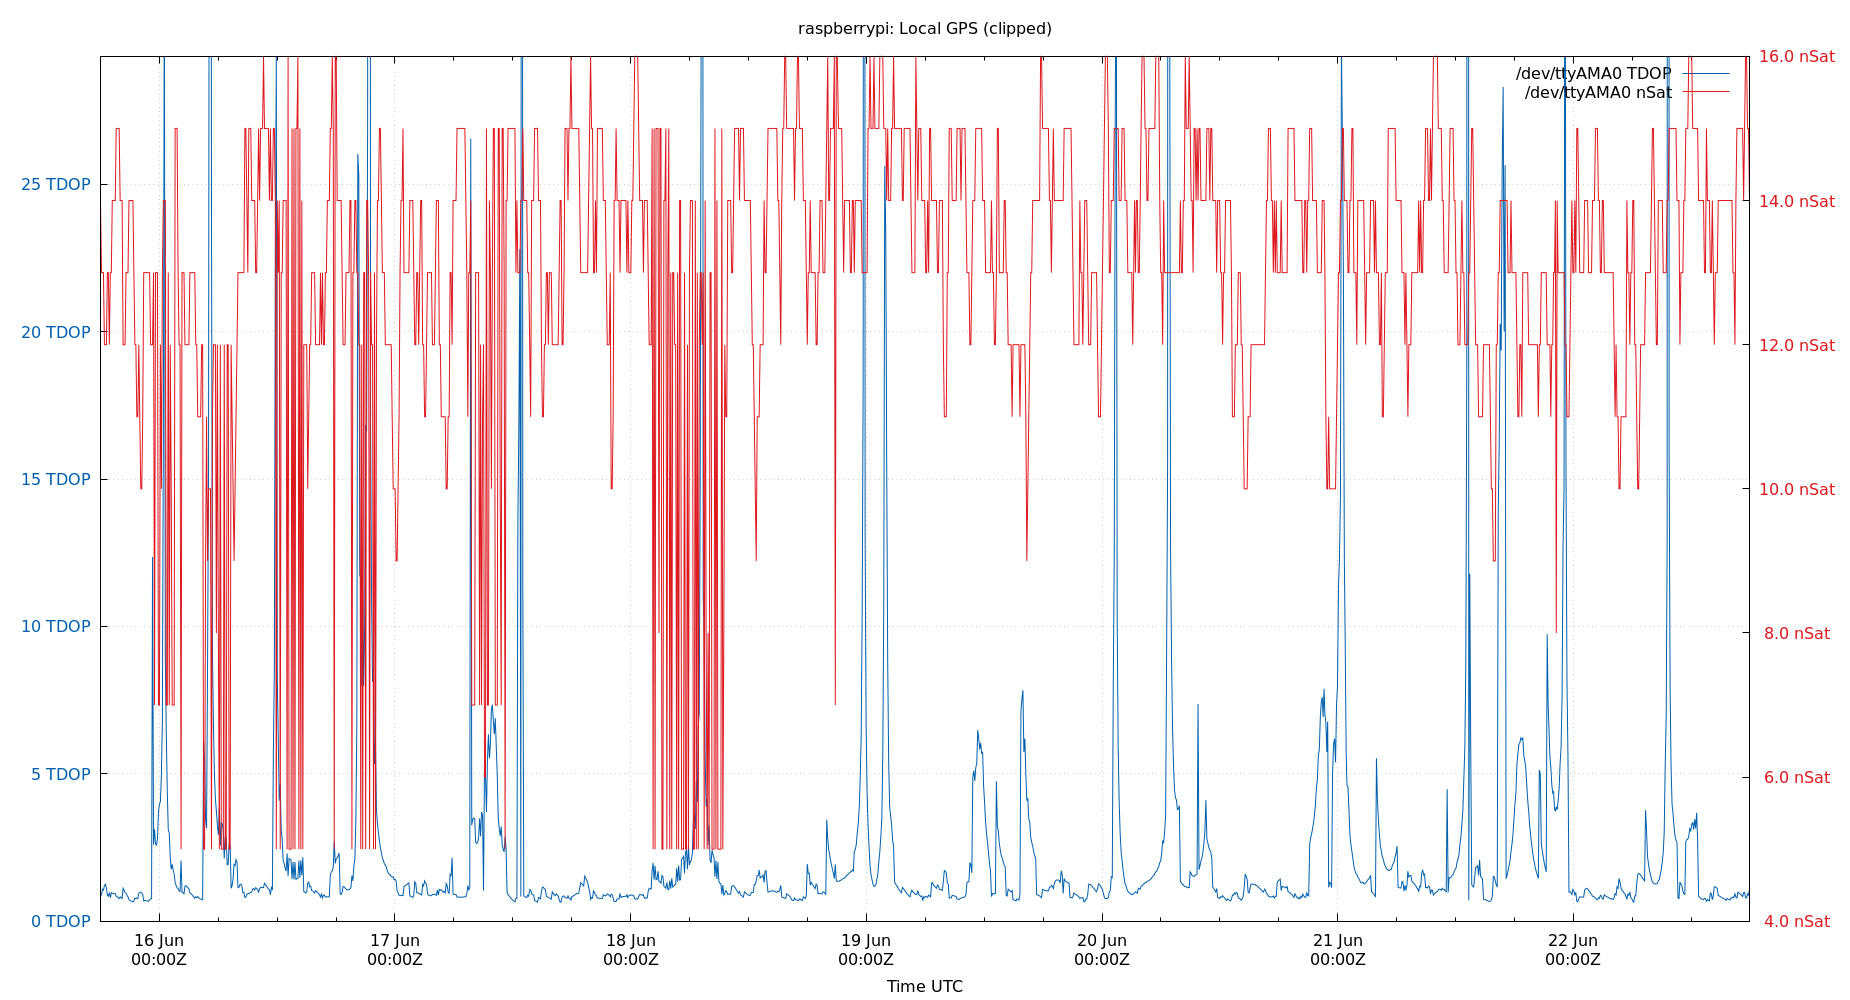 raspberrypi: Local GPS (clipped)
16.0 nSat
/dev/ttyAMA0 TDOP
/dev/ttyAMA0 nSat
25 TDOP
14.0 nSat
20 TDOP
12.0 nSat
15 TDOP
10.0 nSat
10 TDOP
8.0 nSat
5 TDOP
6.0 nSat
0 TDOP
4.0 nSat
16 Jun 17 Jun 18 Jun 19 Jun 20 Jun 21 Jun 22 Jun
00:00Z 00:00Z 00:00Z 00:00Z 00:00Z 00:00Z 00:00Z
Time UTC